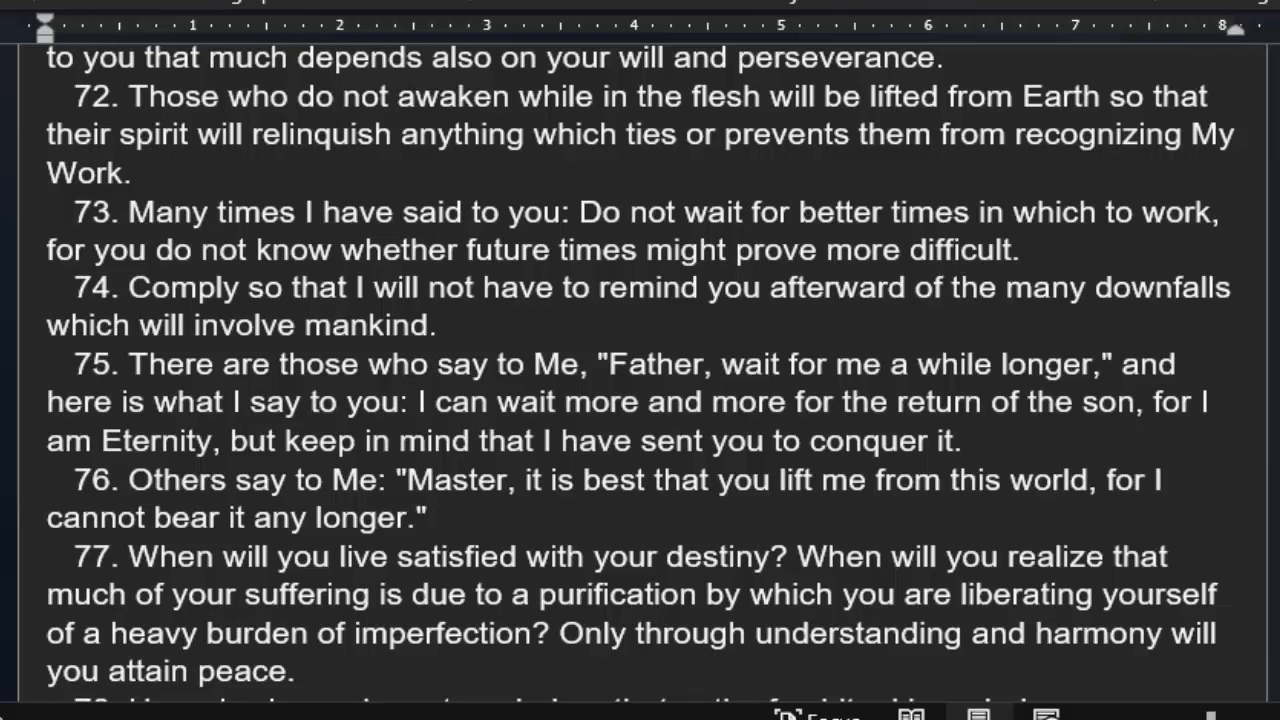 1 2 3 4 5 6 7 8
to you that much depends also on your will and perseverance.
72. Those who do not awaken while in the flesh will be lifted from Earth so that
their spirit will relinquish anything which ties or prevents them from recognizing My
Work.
73. Many times I have said to you: Do not wait for better times in which to work,
for you do not know whether future times might prove more difficult.
74. Comply so that I will not have to remind you afterward of the many downfalls
which will involve mankind.
75. There are those who say to Me, "Father, wait for me a while longer," and
here is what I say to you: I can wait more and more for the return of the son, for I
am Eternity, but keep in mind that I have sent you to conquer it.
76. Others say to Me: "Master, it is best that you lift me from this world, for I
cannot bear it any longer."
77. When will you live satisfied with your destiny? When will you realize that
much of your suffering is due to a purification by which you are liberating yourself
of a heavy burden of imperfection? Only through understanding and harmony will
you attain peace.
Focus